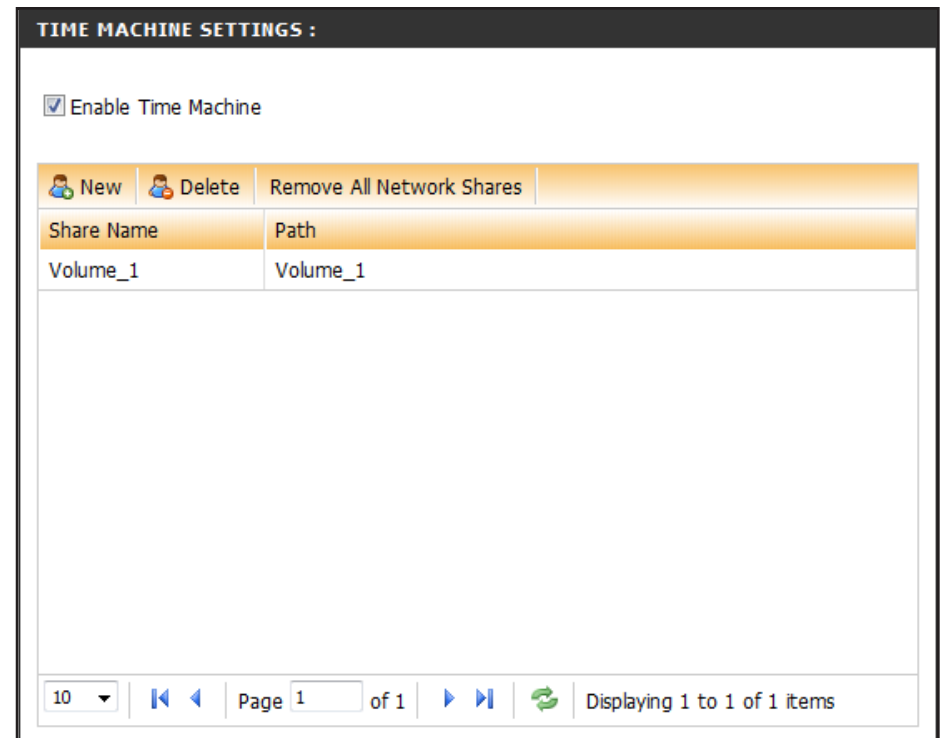 TIME MACHINE SETTINGS :
Enable Time Machine
New Delete Remove All Network Shares
Share Name Path
Volume_1 Volume_1
10 Page 1 of 1 Displaying 1 to 1 of 1 items